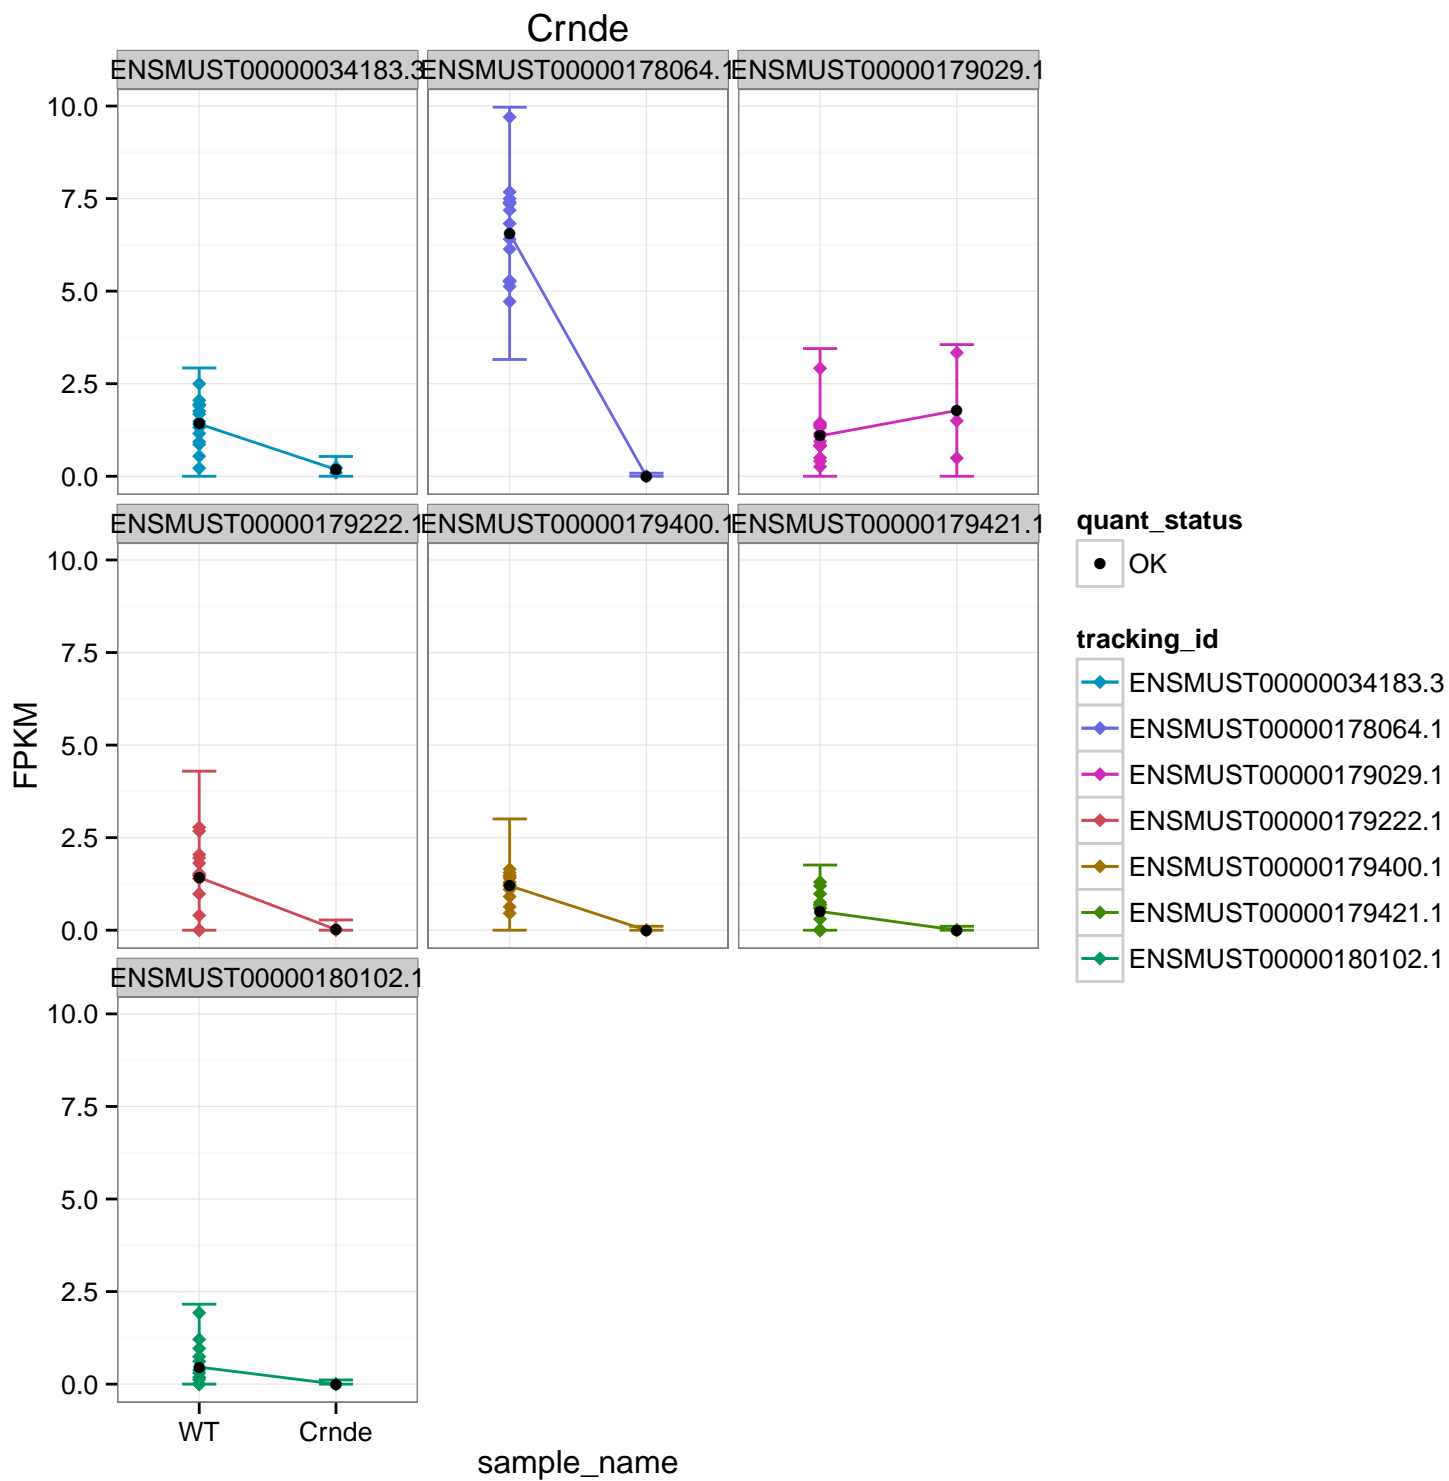 Crnde
ENSMUST00000034183.3 ENSMUST00000178064.1 ENSMUST00000179029.1
10.0
7.5
5.0
2.5
0.0
ENSMUST00000179222.1 ENSMUST00000179400.1 ENSMUST00000179421.1
10.0
7.5
5.0
2.5
0.0
ENSMUST00000180102.1
10.0
7.5
5.0
2.5
0.0
WT Crnde
sample_name
FPKM
quant_status
OK
tracking_id
ENSMUST00000034183.3
ENSMUST00000178064.1
ENSMUST00000179029.1
ENSMUST00000179222.1
ENSMUST00000179400.1
ENSMUST00000179421.1
ENSMUST00000180102.1